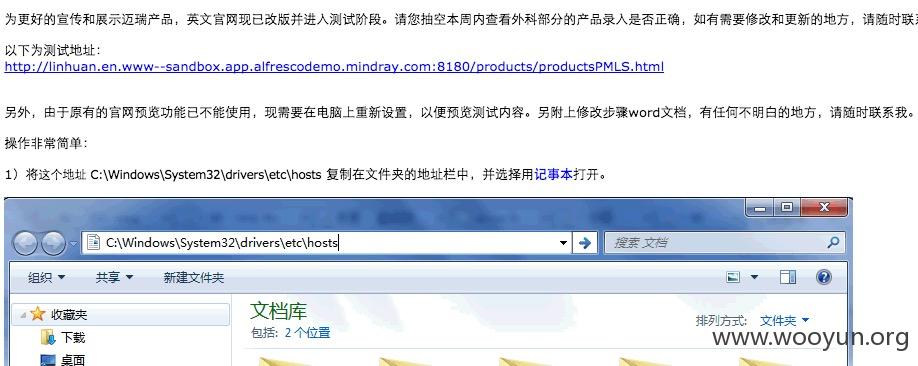 为更好的宣传和展示迈瑞产品，英文官网现已改版并进入测试阶段。请您抽空本周内查看外科部分的产品录入是否正确，如有需要修改和更新的地方，请随时联系
以下为测试地址：
http://linhuan.en.www--sandbox.app.alfrescodemo.mindray.com:8180/products/productsPMLS.html
另外，由于原有的官网预览功能已不能使用，现需要在电脑上重新设置，以便预览测试内容。另附上修改步骤word文档，有任何不明白的地方，请随时联系我。
操作非常简单：
1）将这个地址 C:\Windows\System32\drivers\etc\hosts 复制在文件夹的地址栏中，并选择用记事本打开。
C:\Windows\System32\drivers\etc\hosts
搜索 文档
组织 共享 新建文件夹
收藏夹
下载
桌面
文档库
包括: 2 个位置
排列方式: 文件夹
www.wooyun.org